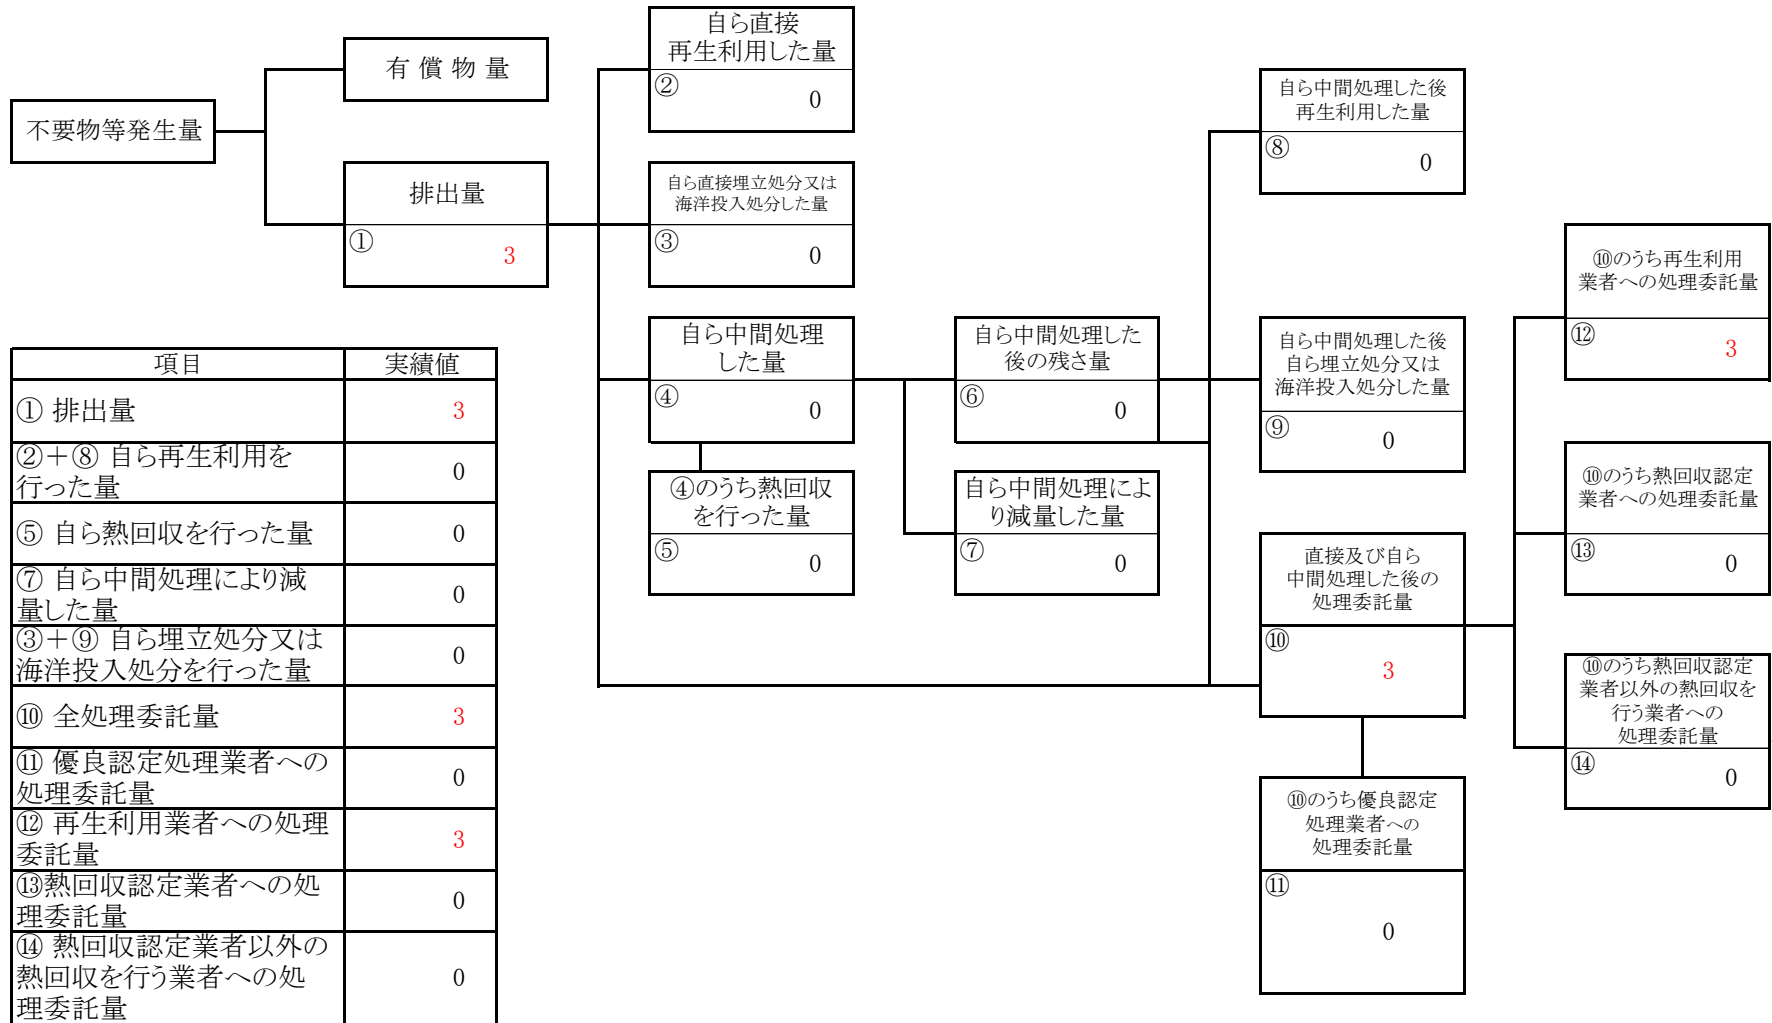 不要物等発生量
有償物量
排出量
①
3
自ら直接
再生利用した量
②
0
自ら直接埋立処分又は
海洋投入処分した量
③
0
自ら中間処理
した量
④
0
④のうち熱回収
を行った量
⑤
0
自ら中間処理した
後の残さ量
⑥
0
自ら中間処理によ
り減量した量
⑦
0
自ら中間処理した後
再生利用した量
⑧
0
自ら中間処理した後
自ら埋立処分又は
海洋投入処分した量
⑨
0
直接及び自ら
中間処理した後の
処理委託量
⑩
3
⑩のうち優良認定
処理業者への
処理委託量
⑪
0
⑩のうち再生利用
業者への処理委託量
⑫
3
⑩のうち熱回収認定
業者への処理委託量
⑬
0
⑩のうち熱回収認定
業者以外の熱回収を
行う業者への
処理委託量
⑭
0
項目 実績値
① 排出量 3
②+⑧ 自ら再生利用を
行った量 0
⑤ 自ら熱回収を行った量 0
⑦ 自ら中間処理により減
量した量 0
③+⑨ 自ら埋立処分又は
海洋投入処分を行った量 0
⑩ 全処理委託量 3
⑪ 優良認定処理業者への
処理委託量 0
⑫ 再生利用業者への処理
委託量 3
⑬熱回収認定業者への処
理委託量 0
⑭ 熱回収認定業者以外の
熱回収を行う業者への処
理委託量 0